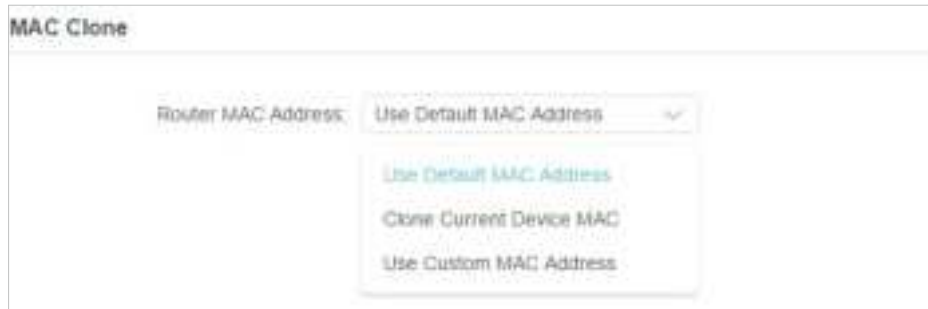 MAC Clone
Router MAC Address: Use Default MAC Address
Use Default MAC Address
Clone Current Device MAC
Use Custom MAC Address